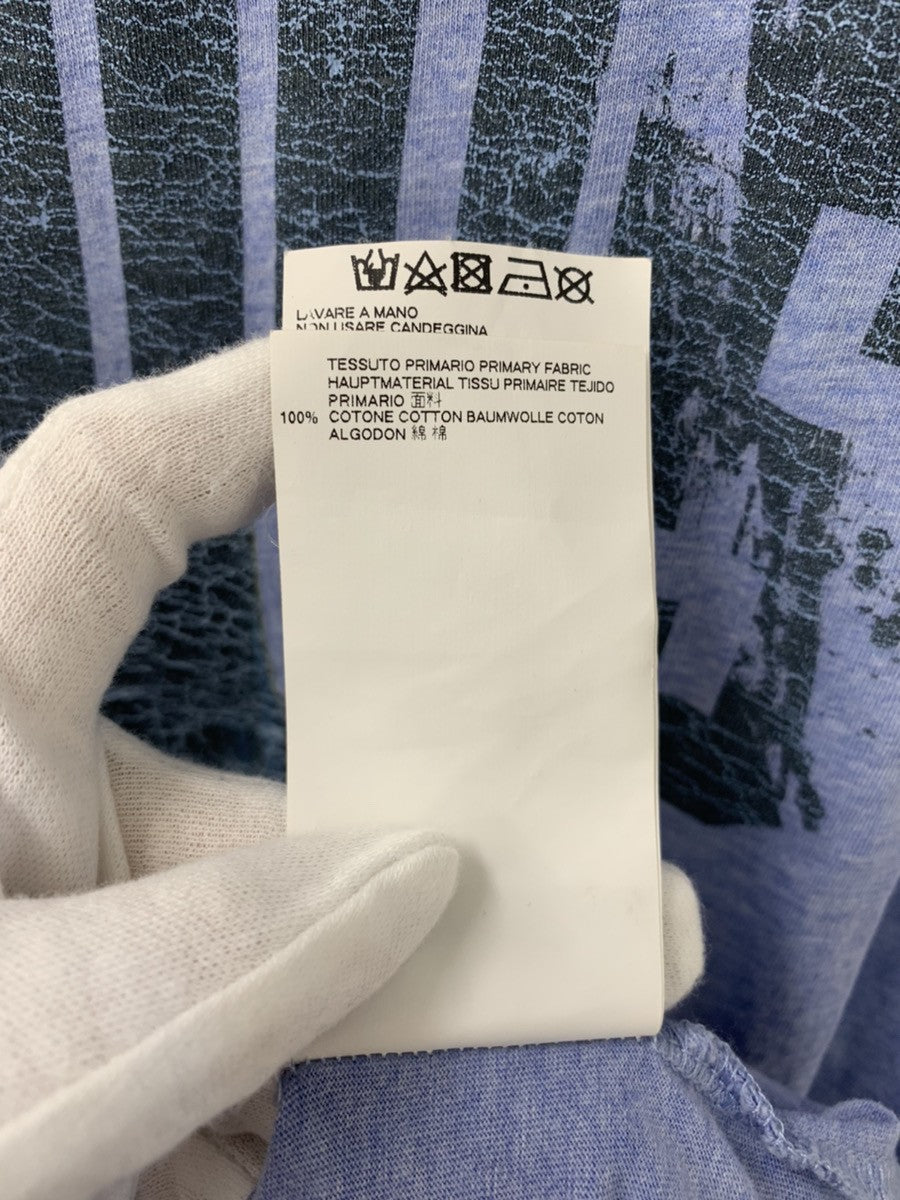 LAVARE A MANO
NON USARE CANDEGGINA
TESSUTO PRIMARIO PRIMARY FABRIC
HAUPTMATERIAL TISSU PRIMAIRE TEJIDO
PRIMARIO 面料
100% COTONE COTTON BAUMWOLLE COTON
ALGODON 綿 棉